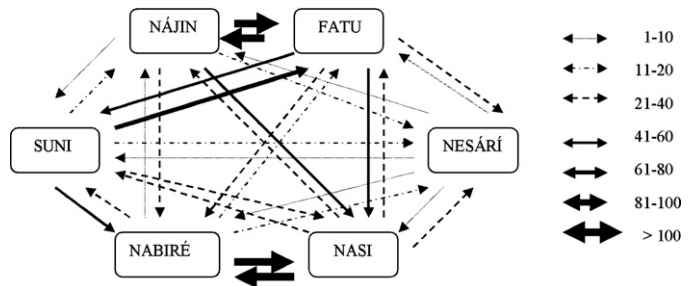 NÁJIN
FATU
SUNI
NESÁRÍ
NABIRÉ
NASI
1-10
11-20
21-40
41-60
61-80
81-100
> 100